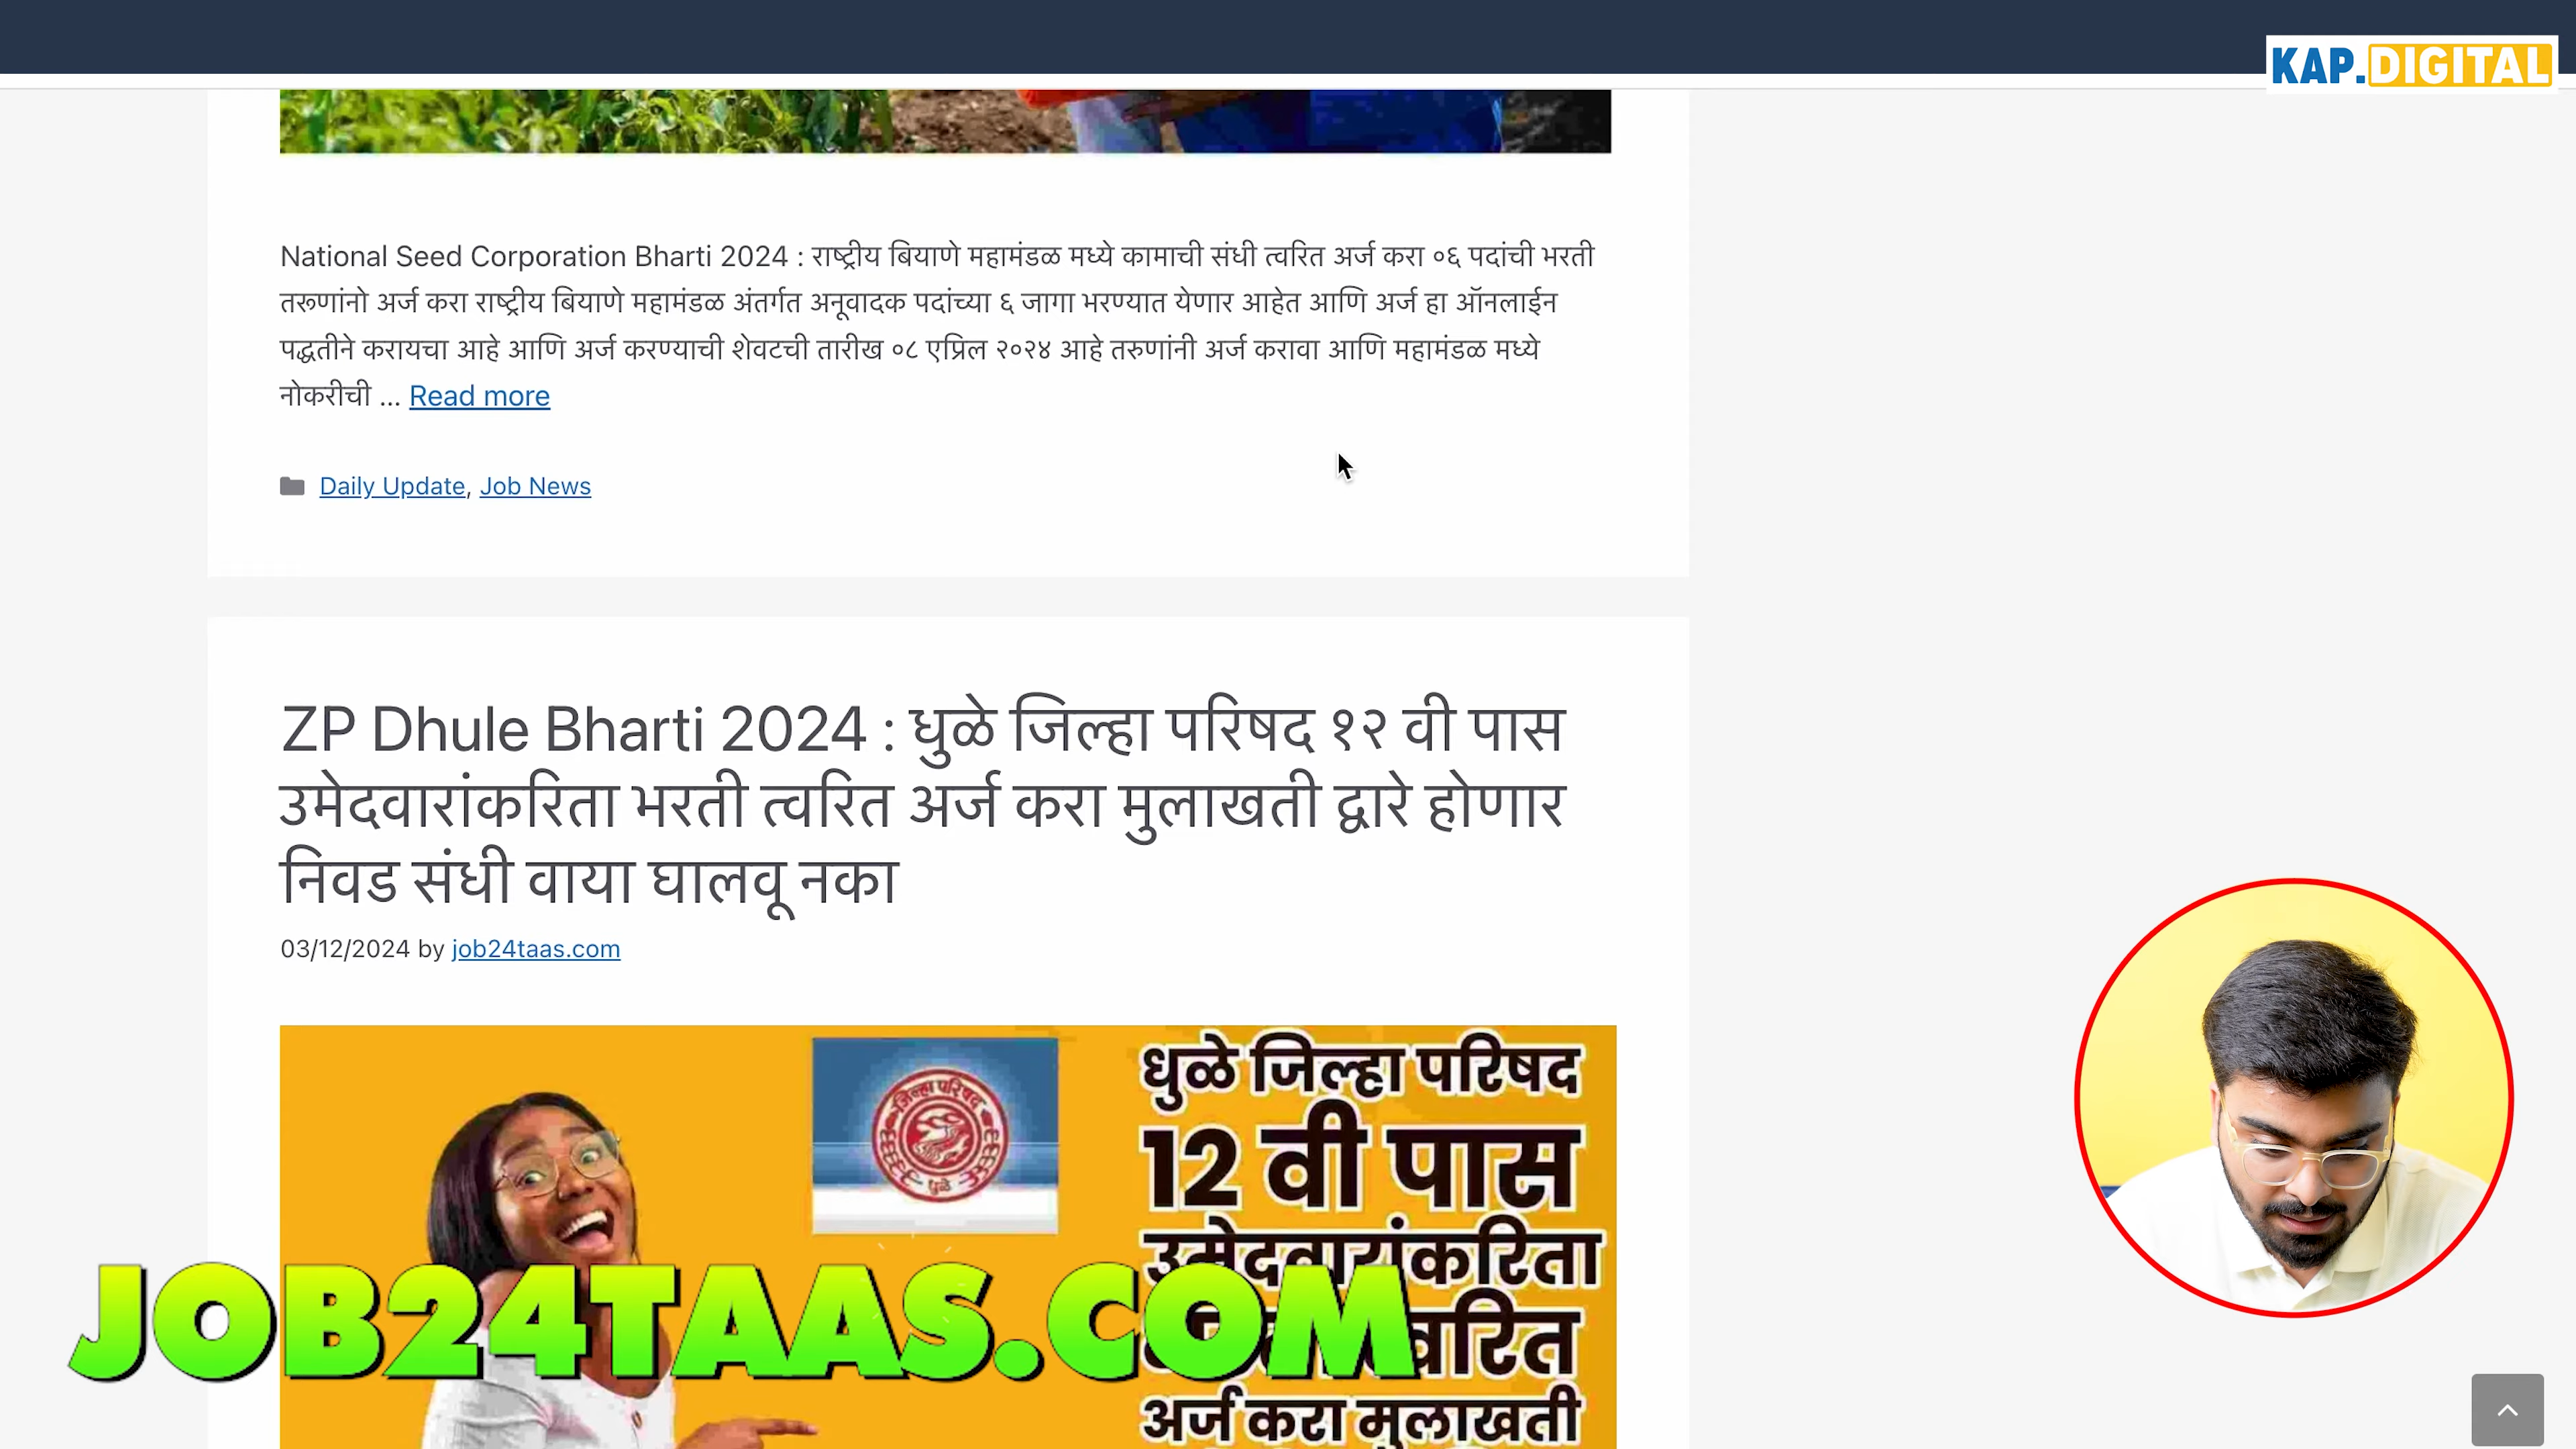 KAP.DIGITAL
National Seed Corporation Bharti 2024 : राष्ट्रीय बियाणे महामंडळ मध्ये कामाची संधी त्वरित अर्ज करा ०६ पदांची भरती
तरूणांनो अर्ज करा राष्ट्रीय बियाणे महामंडळ अंतर्गत अनूवादक पदांच्या ६ जागा भरण्यात येणार आहेत आणि अर्ज हा ऑनलाईन
पद्धतीने करायचा आहे आणि अर्ज करण्याची शेवटची तारीख ०८ एप्रिल २०२४ आहे तरुणांनी अर्ज करावा आणि महामंडळ मध्ये
नोकरीची ... Read more
Daily Update, Job News
ZP Dhule Bharti 2024 : धुळे जिल्हा परिषद १२ वी पास
उमेदवारांकरिता भरती त्वरित अर्ज करा मुलाखती द्वारे होणार
निवड संधी वाया घालवू नका
03/12/2024 by job24taas.com
जिल्हा परिषद
धुळे
धुळे जिल्हा परिषद
12 वी पास
उमेदवारांकरिता
JOB24TAAS.COM
अर्ज करा मुलाखती